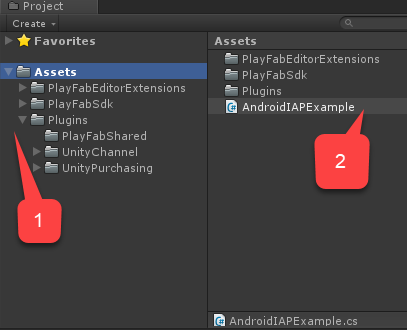 Project
Create
Favorites
Assets
PlayFabEditorExtensions
PlayFabSdk
Plugins
PlayFabShared
UnityChannel
UnityPurchasing
1
Assets
PlayFabEditorExtensions
PlayFabSdk
Plugins
AndroidIAPExample
2
AndroidIAPExample.cs